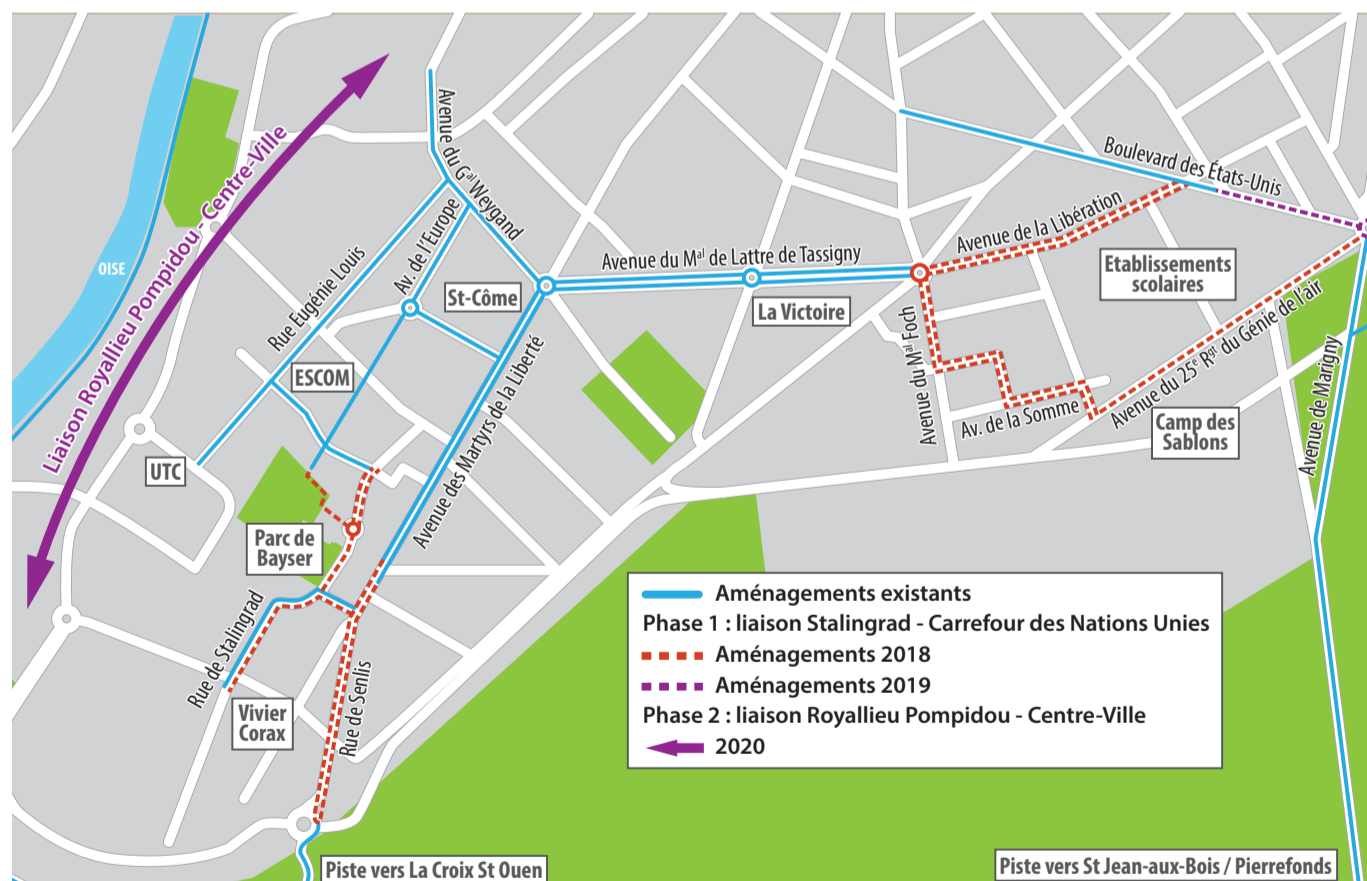 Avenue du Gal Weygand
Boulevard des États-Unis
Liaison Royallieu Pompidou - Centre-Ville
OISE
Av. de l'Europe
Rue Eugénie Louis
St-Côme
Avenue du Mal de Lattre de Tassigny
La Victoire
Avenue de la Libération
Etablissements
scolaires
ESCOM
Avenue des Martyrs de la Liberté
Avenue du Mal Foch
Av. de la Somme
Avenue du 25e Rgt du Génie de l'air
Camp des
Sablons
Avenue de Marigny
UTC
Parc de
Bayser
Rue de Stalingrad
Vivier
Corax
Rue de Senlis
Aménagements existants
Phase 1 : liaison Stalingrad - Carrefour des Nations Unies
Aménagements 2018
Aménagements 2019
Phase 2 : liaison Royallieu Pompidou - Centre-Ville
2020
Piste vers La Croix St Ouen
Piste vers St Jean-aux-Bois / Pierrefonds